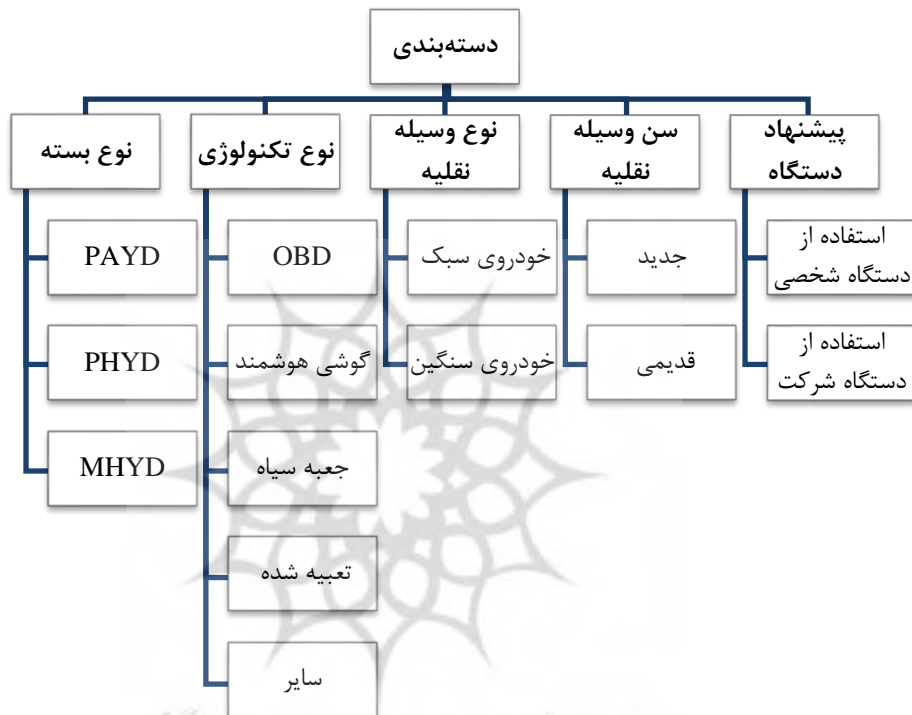 دسته‌بندی
پیشنهاد
دستگاه
استفاده از
دستگاه شخصی
استفاده از
دستگاه شرکت
سن وسیله
نقلیه
جدید
قدیمی
نوع وسیله
نقلیه
خودروی سبک
خودروی سنگین
نوع تکنولوژی
OBD
گوشی هوشمند
جعبه سیاه
تعبیه شده
سایر
نوع بسته
PAYD
PHYD
MHYD